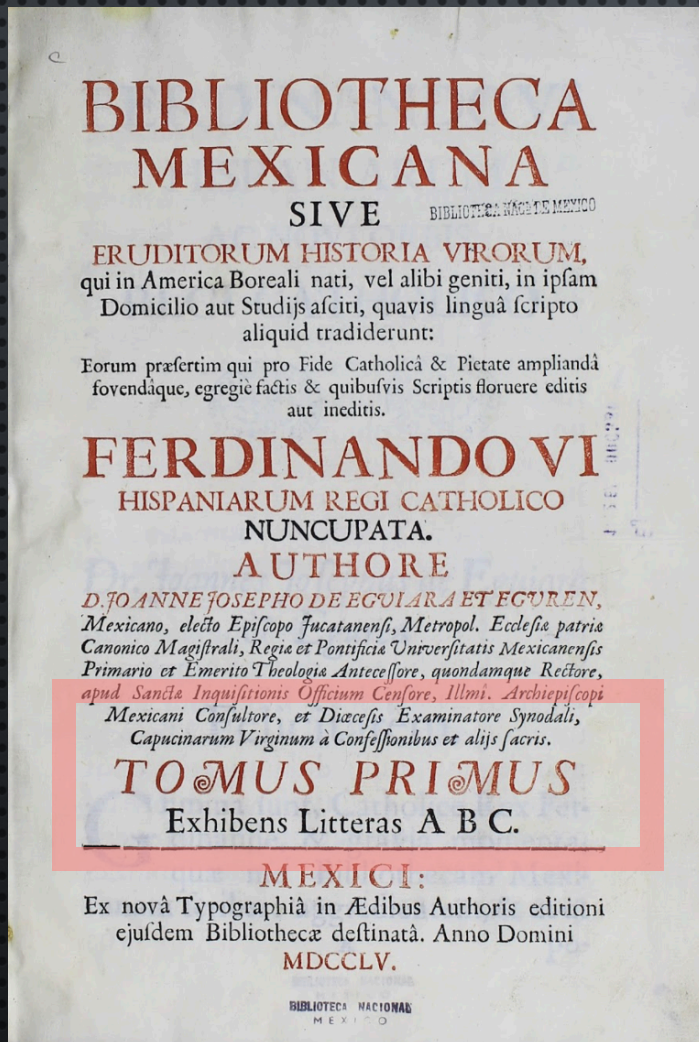 BIBLIOTHECA
MEXICANA
SIVE
BIBLIOTECA NAC. DE MEXICO
ERUDITORUM HISTORIA VIRORUM,
qui in America Boreali nati, vel alibi geniti, in ipſam
Domicilio aut Studijs aſciti, quavis linguâ ſcripto
aliquid tradiderunt:
Eorum præſertim qui pro Fide Catholicâ & Pietate ampliandâ
fovendâque, egregiè factis & quibuſvis Scriptis floruere editis
aut ineditis.
FERDINANDO VI
HISPANIARUM REGI CATHOLICO
NUNCUPATA.
AUTHORE
D. JOANNE JOSEPHO DE EGUIARA ET EGUREN,
Mexicano, electo Epiſcopo Jucatanenſi, Metropol. Eccleſiæ patriæ
Canonico Magiſtrali, Regiæ et Pontificiæ Univerſitatis Mexicanenſis
Primario et Emerito Theologiæ Anteceſſore, quondamque Rectore,
apud Sanctæ Inquiſitionis Officium Cenſore, Illmi. Archiepiſcopi
Mexicani Conſultore, et Diœceſis Examinatore Synodali,
Capucinarum Virginum à Confeſſionibus et alijs ſacris.
TOMUS PRIMUS
Exhibens Litteras A B C.
MEXICI:
Ex novâ Typographiâ in Ædibus Authoris editioni
ejuſdem Bibliothecæ deſtinatâ. Anno Domini
MDCCLV.
BIBLIOTECA NACIONAL
MEXICO